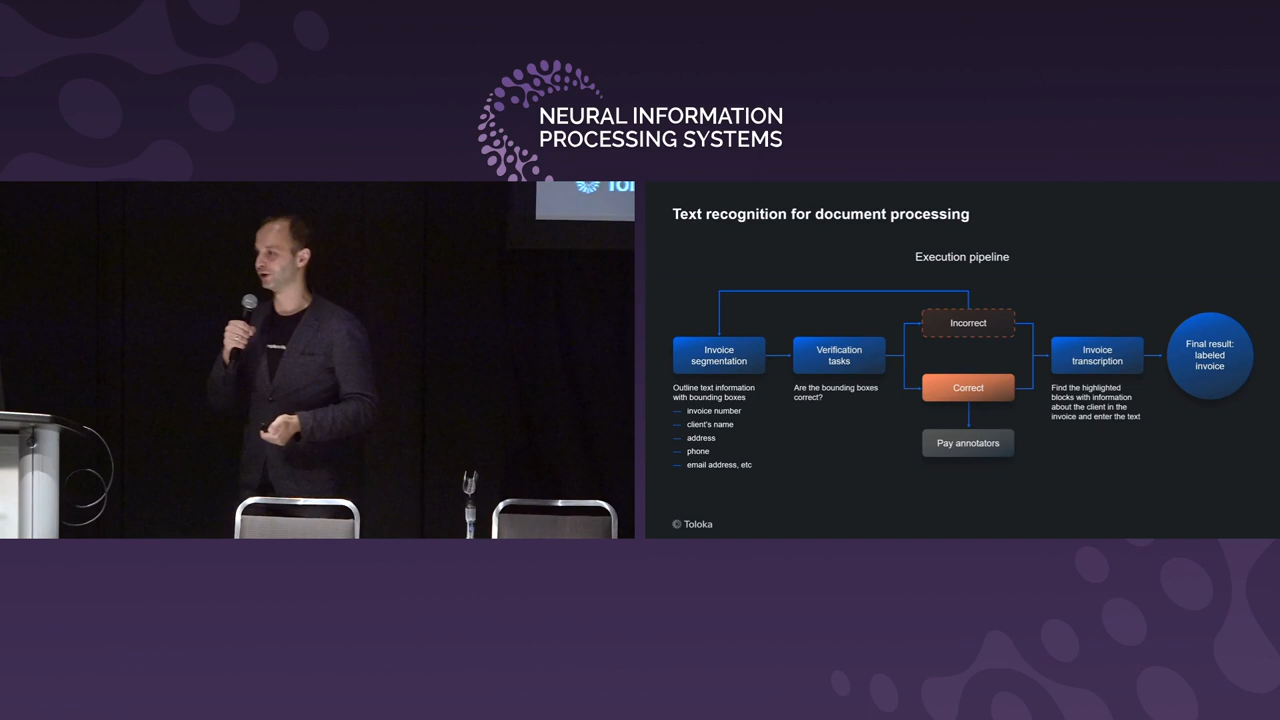 NEURAL INFORMATION
PROCESSING SYSTEMS
Text recognition for document processing
Execution pipeline
Incorrect
Invoice
segmentation
Verification
tasks
Invoice
transcription
Final result:
labeled
invoice
Correct
Outline text information
with bounding boxes
— invoice number
— client's name
— address
— phone
— email address, etc
Are the bounding boxes
correct?
Find the highlighted
blocks with information
about the client in the
invoice and enter the text
Pay annotators
Toloka